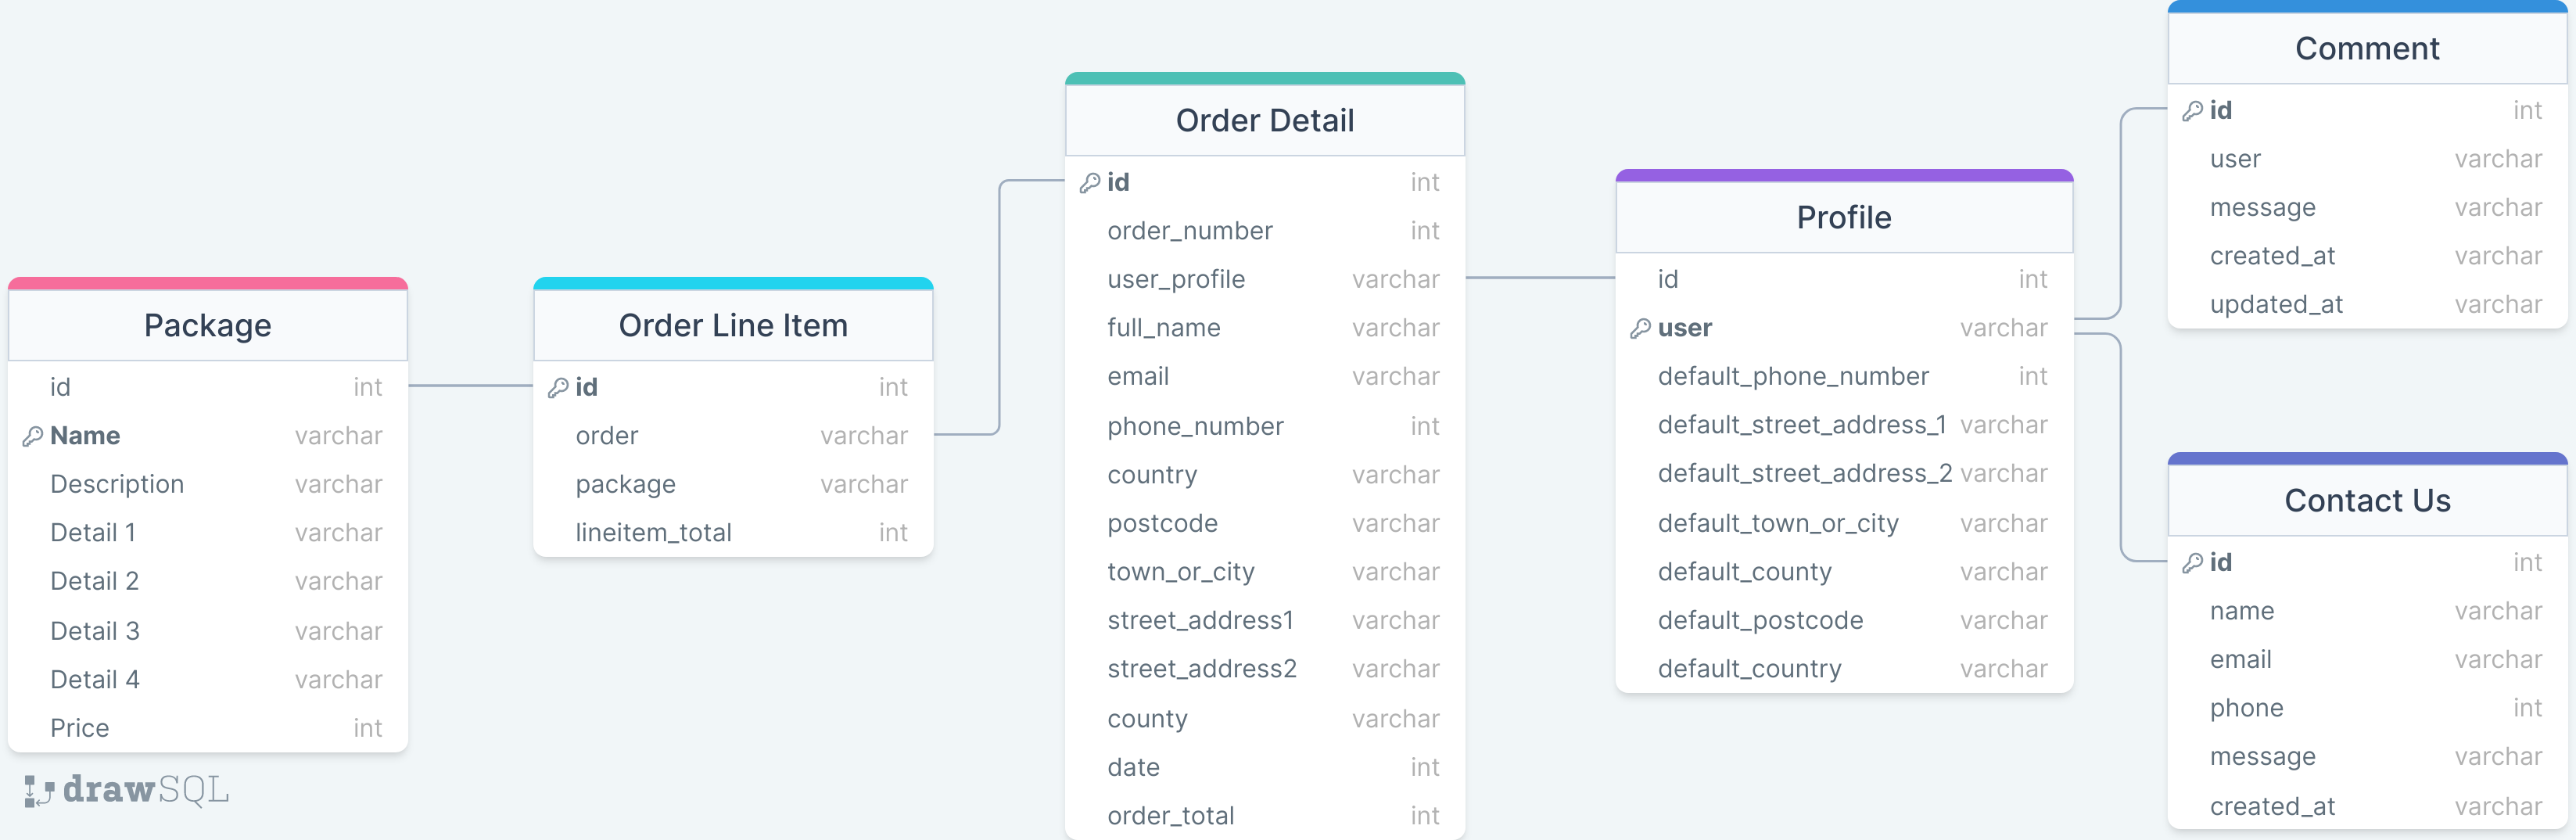 Package
id int
Name varchar
Description varchar
Detail 1 varchar
Detail 2 varchar
Detail 3 varchar
Detail 4 varchar
Price int
drawSQL
Order Line Item
id int
order varchar
package varchar
lineitem_total int
Order Detail
id int
order_number int
user_profile varchar
full_name varchar
email varchar
phone_number int
country varchar
postcode varchar
town_or_city varchar
street_address1 varchar
street_address2 varchar
county varchar
date int
order_total int
Profile
id int
user varchar
default_phone_number int
default_street_address_1 varchar
default_street_address_2 varchar
default_town_or_city varchar
default_county varchar
default_postcode varchar
default_country varchar
Comment
id int
user varchar
message varchar
created_at varchar
updated_at varchar
Contact Us
id int
name varchar
email varchar
phone int
message varchar
created_at varchar